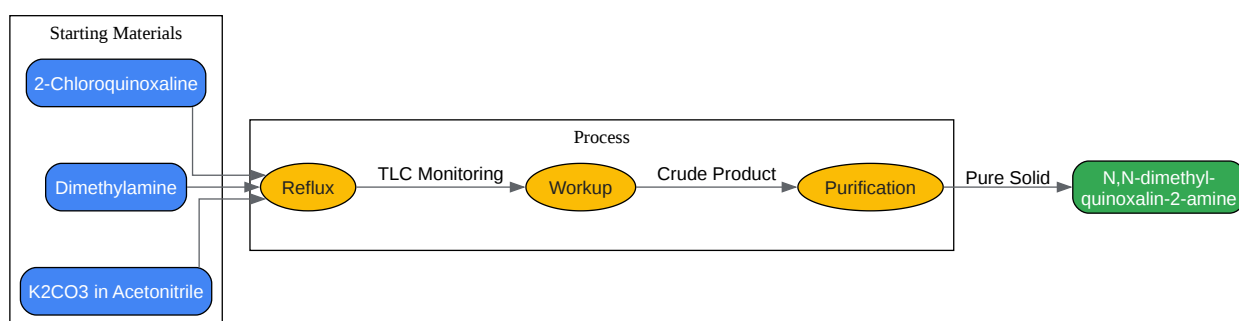 Starting Materials
2-Chloroquinoxaline
Dimethylamine
K2CO3 in Acetonitrile
Process
Reflux
TLC Monitoring
Workup
Crude Product
Purification
Pure Solid
N,N-dimethyl-
quinoxalin-2-amine